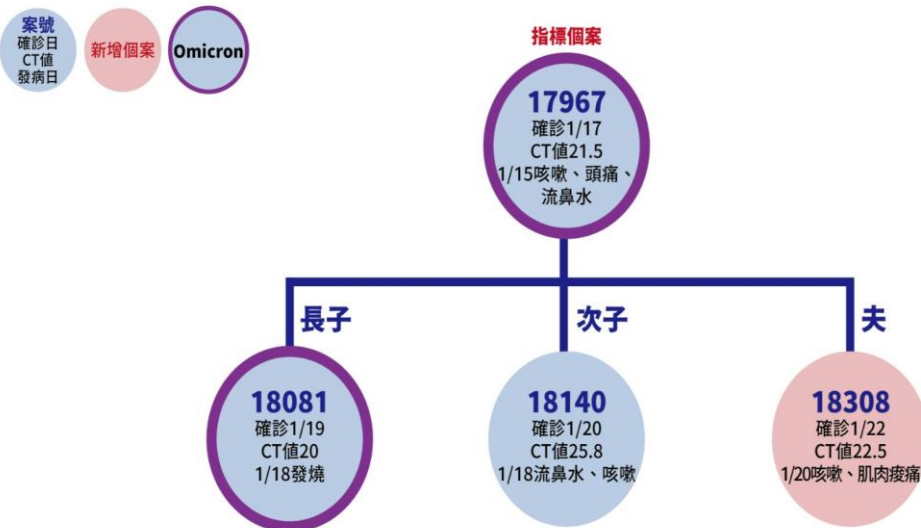 案號
確診日
CT值
發病日
新增個案
Omicron
指標個案
17967
確診1/17
CT值21.5
1/15咳嗽、頭痛、
流鼻水
長子
次子
夫
18081
確診1/19
CT值20
1/18發燒
18140
確診1/20
CT值25.8
1/18流鼻水、咳嗽
18308
確診1/22
CT值22.5
1/20咳嗽、肌肉痠痛